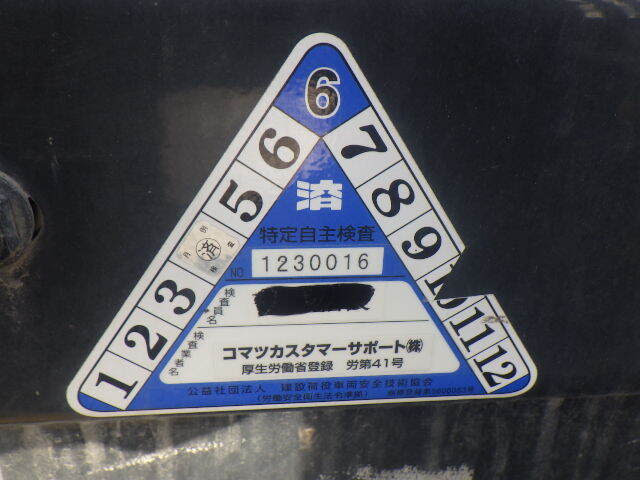 6
6 7
5 8
9
3 10
2 11
1 12
済
特定自主検査
済
NO 1230016
検査員名
検査業者名
コマツカスタマーサポート㈱
厚生労働省登録 労第41号
公益社団法人 建設荷役車両安全技術協会
(労働安全衛生法名準拠)